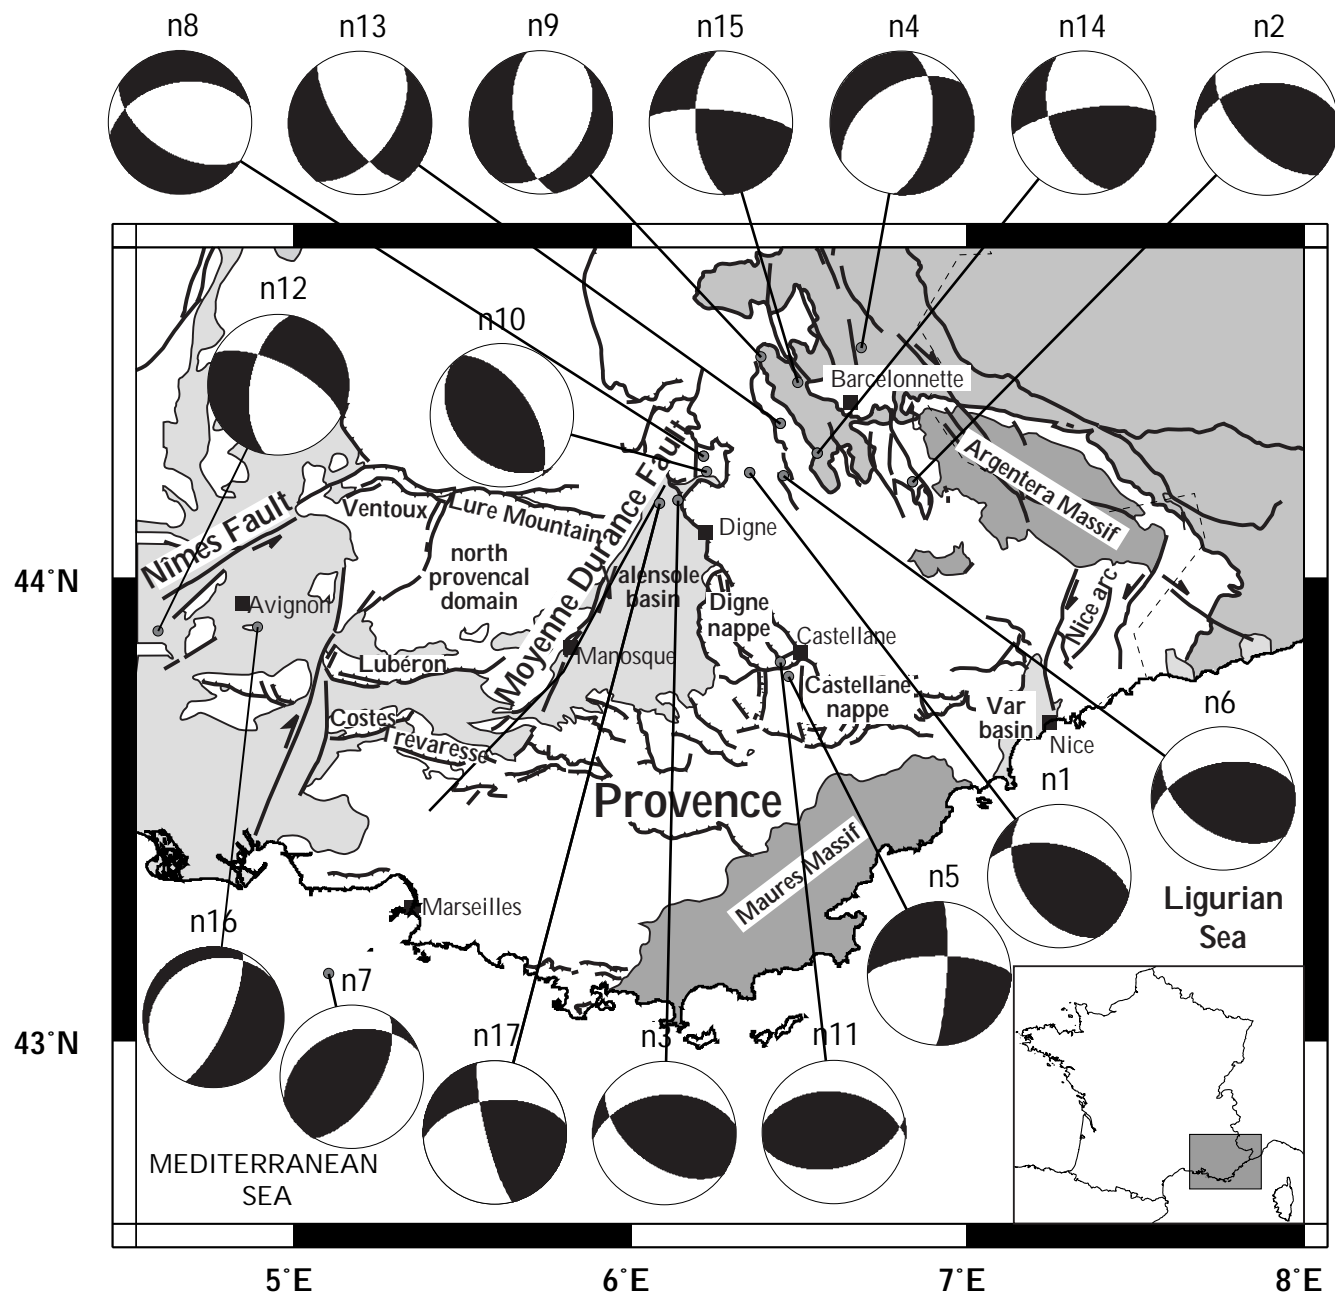 n8
n13
n9
n15
n4
n14
n2
n12
n10
Barcelonnette
Argentera Massif
Nîmes Fault
Ventoux
Lure Mountain
Moyenne Durance Fault
Digne
north
provencal
domain
Valensole
basin
44°N
Avignon
Digne
nappe
Nice arc
Castellane
Manosque
Lubéron
Castellane
nappe
Var
basin
Costes
Trévaresse
Nice
n6
n1
Provence
Maures Massif
n5
Ligurian
Sea
Marseilles
n16
n7
n17
n3
n11
43°N
MEDITERRANEAN
SEA
5°E
6°E
7°E
8°E